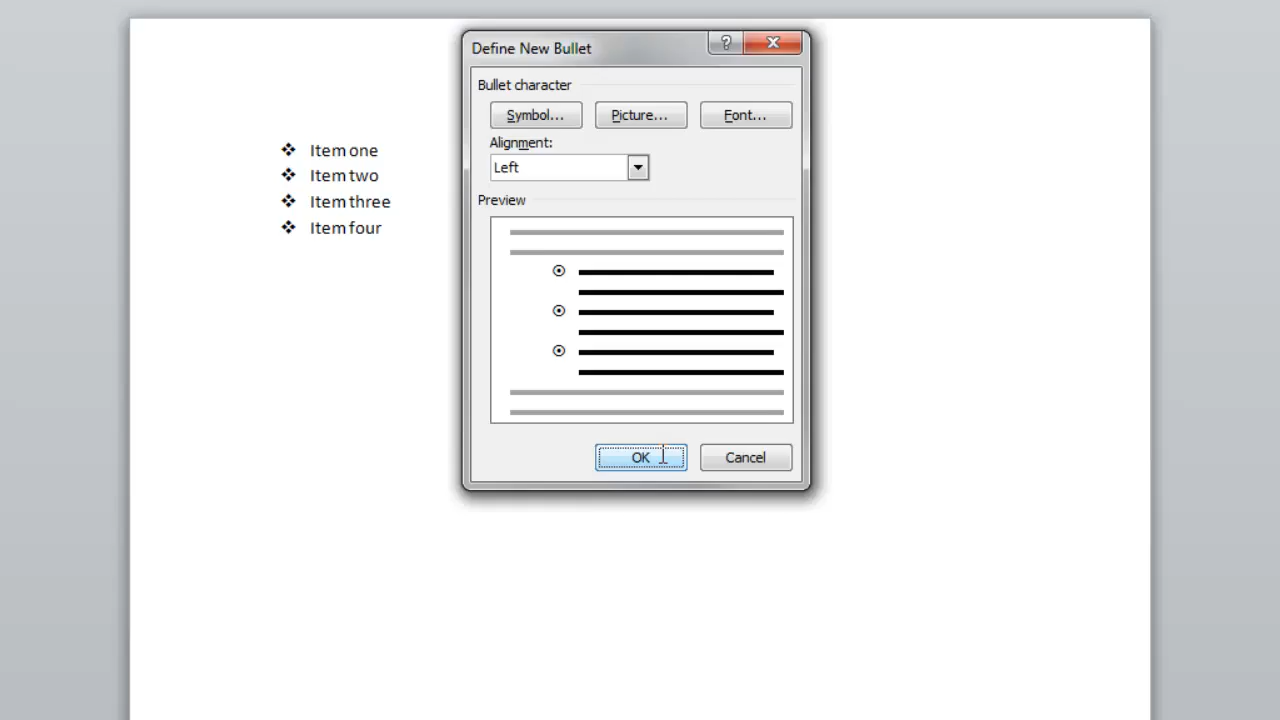 Define New Bullet
Bullet character
Symbol...
Picture...
Font...
Alignment:
Left
Preview
OK
Cancel
❖ Item one
❖ Item two
❖ Item three
❖ Item four